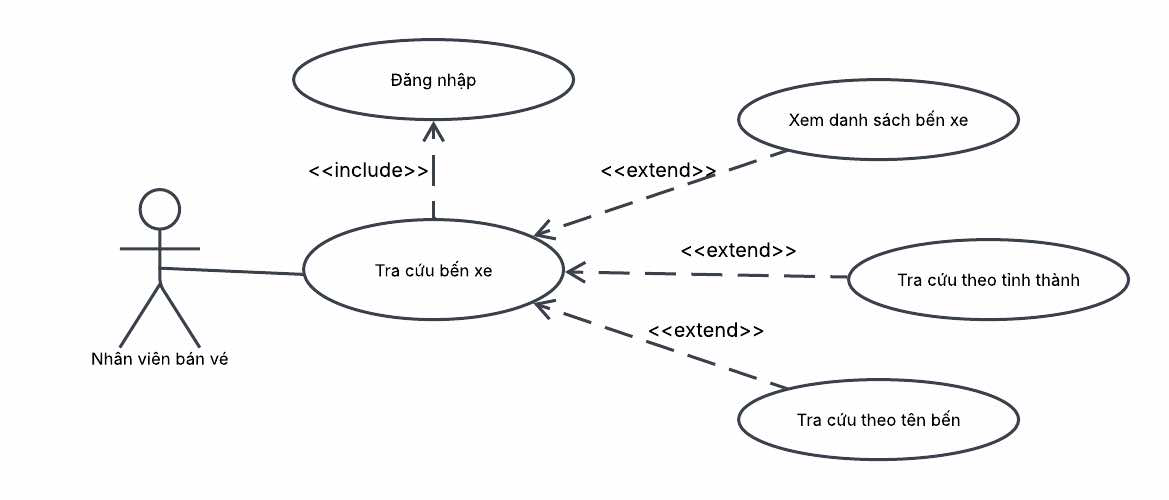 Đăng nhập
Xem danh sách bến xe
<<include>>
<<extend>>
<<extend>>
Tra cứu bến xe
Tra cứu theo tỉnh thành
<<extend>>
Nhân viên bán vé
Tra cứu theo tên bến